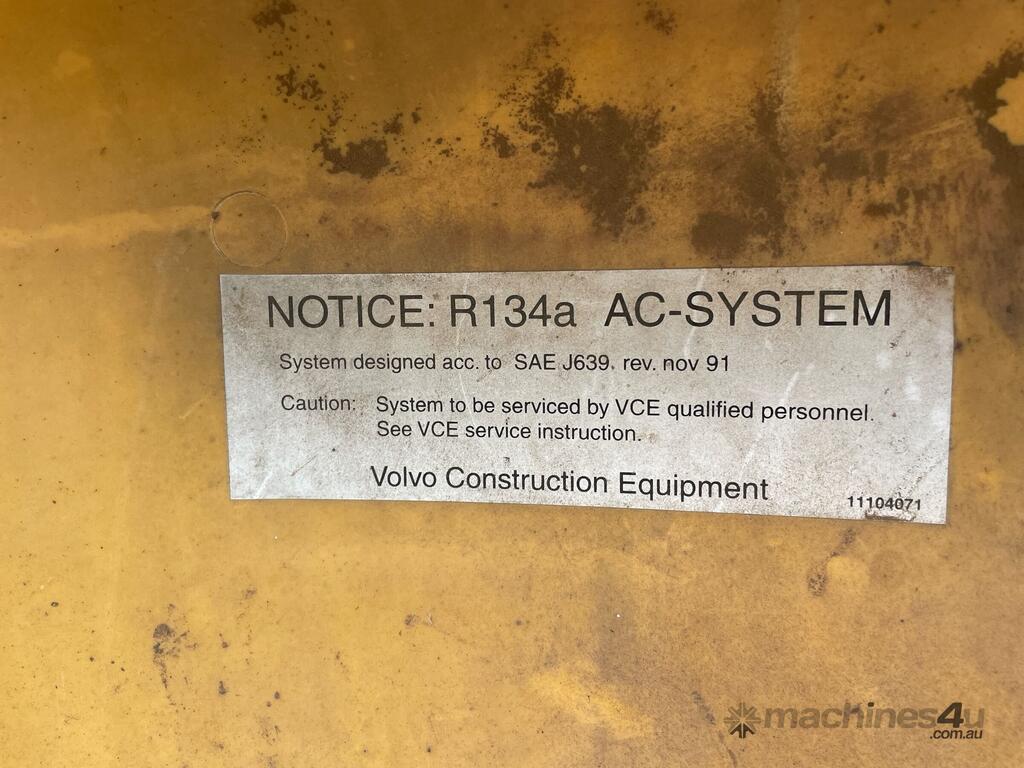 NOTICE: R134a AC-SYSTEM
System designed acc. to SAE J639. rev. nov 91
Caution: System to be serviced by VCE qualified personnel.
See VCE service instruction.
Volvo Construction Equipment
11104071
machines4u
.com.au